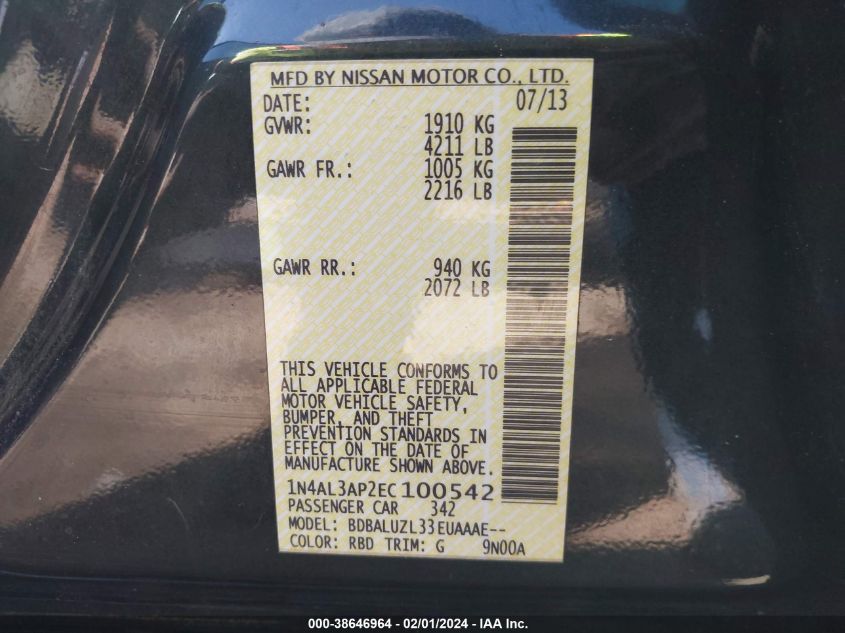 MFD BY NISSAN MOTOR CO., LTD.
DATE: 07/13
GVWR: 1910 KG
4211 LB
GAWR FR.: 1005 KG
2216 LB
GAWR RR.: 940 KG
2072 LB
THIS VEHICLE CONFORMS TO
ALL APPLICABLE FEDERAL
MOTOR VEHICLE SAFETY,
BUMPER, AND THEFT
PREVENTION STANDARDS IN
EFFECT ON THE DATE OF
MANUFACTURE SHOWN ABOVE.
1N4AL3AP2EC100542
PASSENGER CAR 342
MODEL: BDBALUZL33EUAAAE--
COLOR: RBD TRIM: G 9N00A
000-38646964 - 02/01/2024 - IAA Inc.